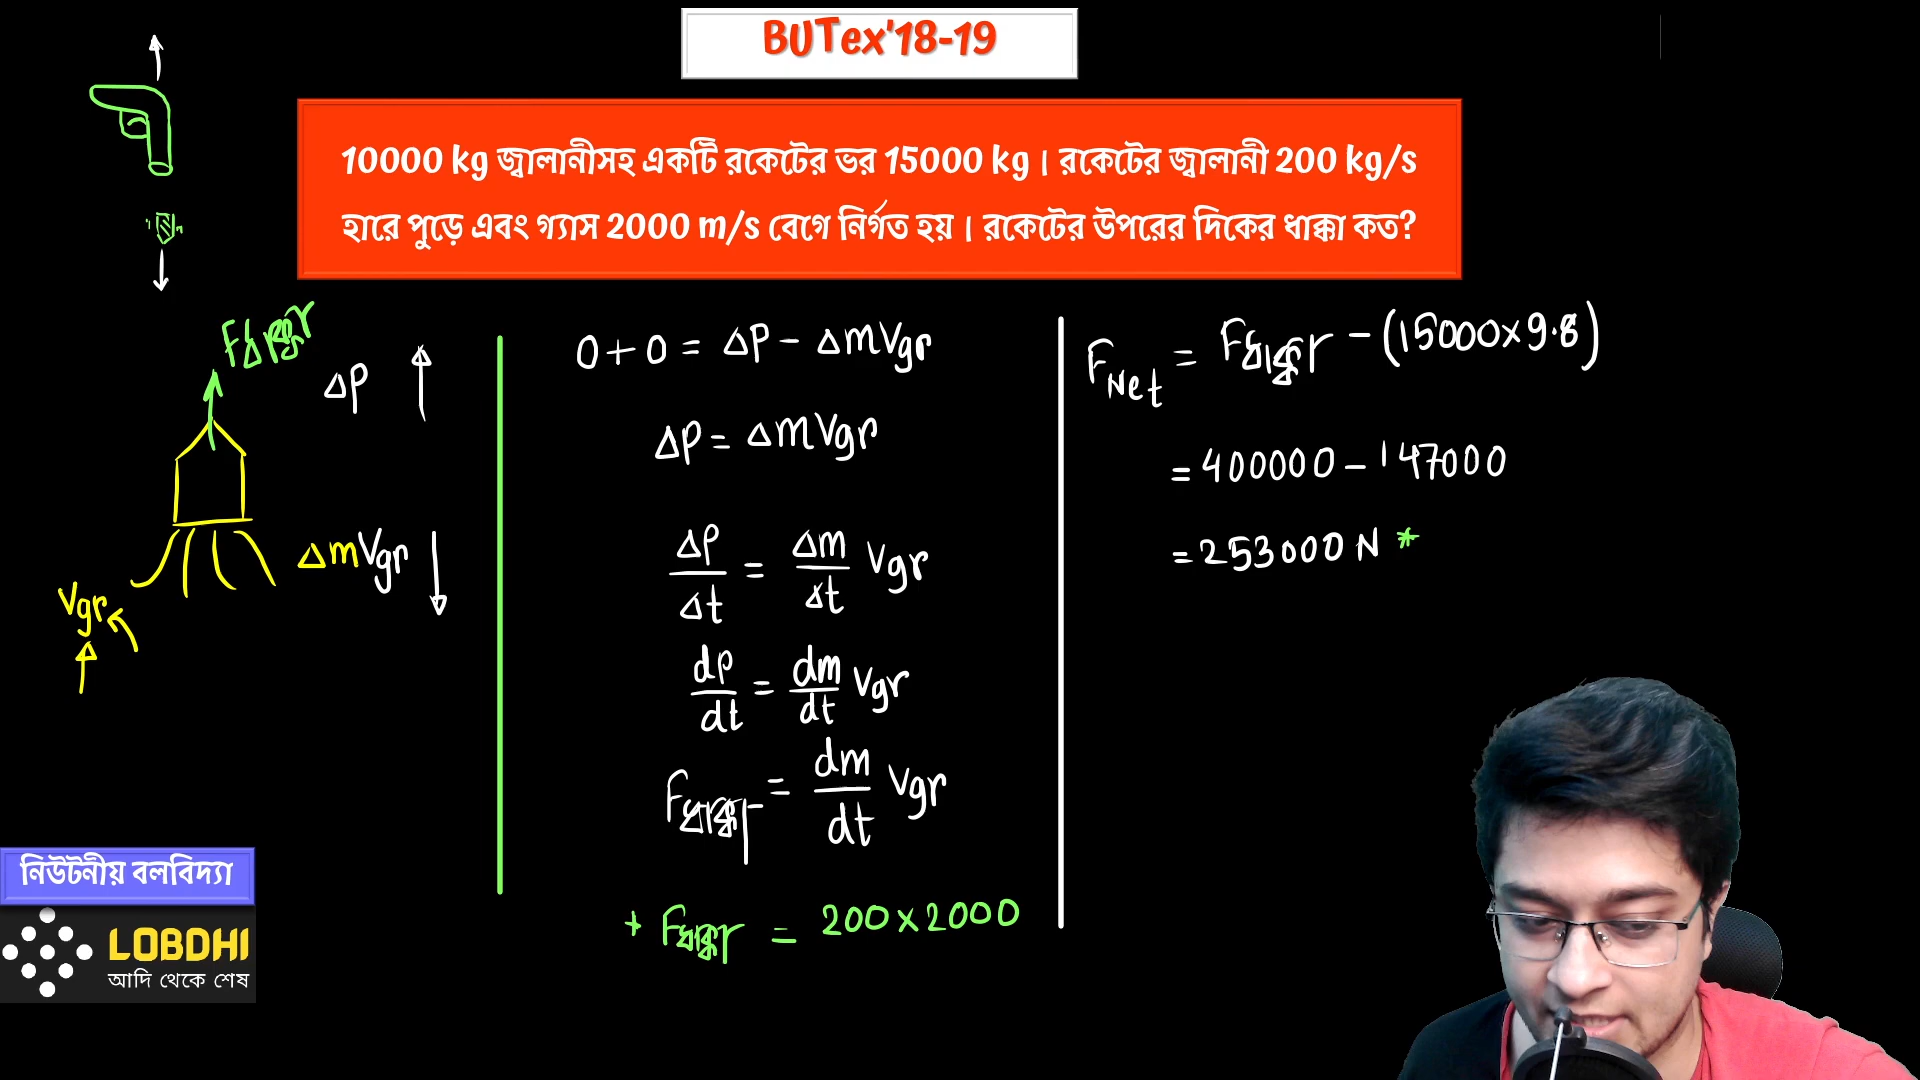 BUTex'18-19
10000 kg জ্বালানীসহ একটি রকেটের ভর 15000 kg। রকেটের জ্বালানী 200 kg/s
হারে পুড়ে এবং গ্যাস 2000 m/s বেগে নির্গত হয়। রকেটের উপরের দিকের ধাক্কা কত?
Fধাক্কা
ΔP
ΔmVgr
Vgr
0+0 = ΔP - ΔmVgr
ΔP = ΔmVgr
ΔP/Δt = Δm/Δt Vgr
dp/dt = dm/dt Vgr
Fধাক্কা = dm/dt Vgr
+ Fধাক্কা = 200×2000
FNet = Fধাক্কা - (15000×9.8)
= 400000 - 147000
= 253000 N *
নিউটনীয় বলবিদ্যা
LOBDHI
আদি থেকে শেষ